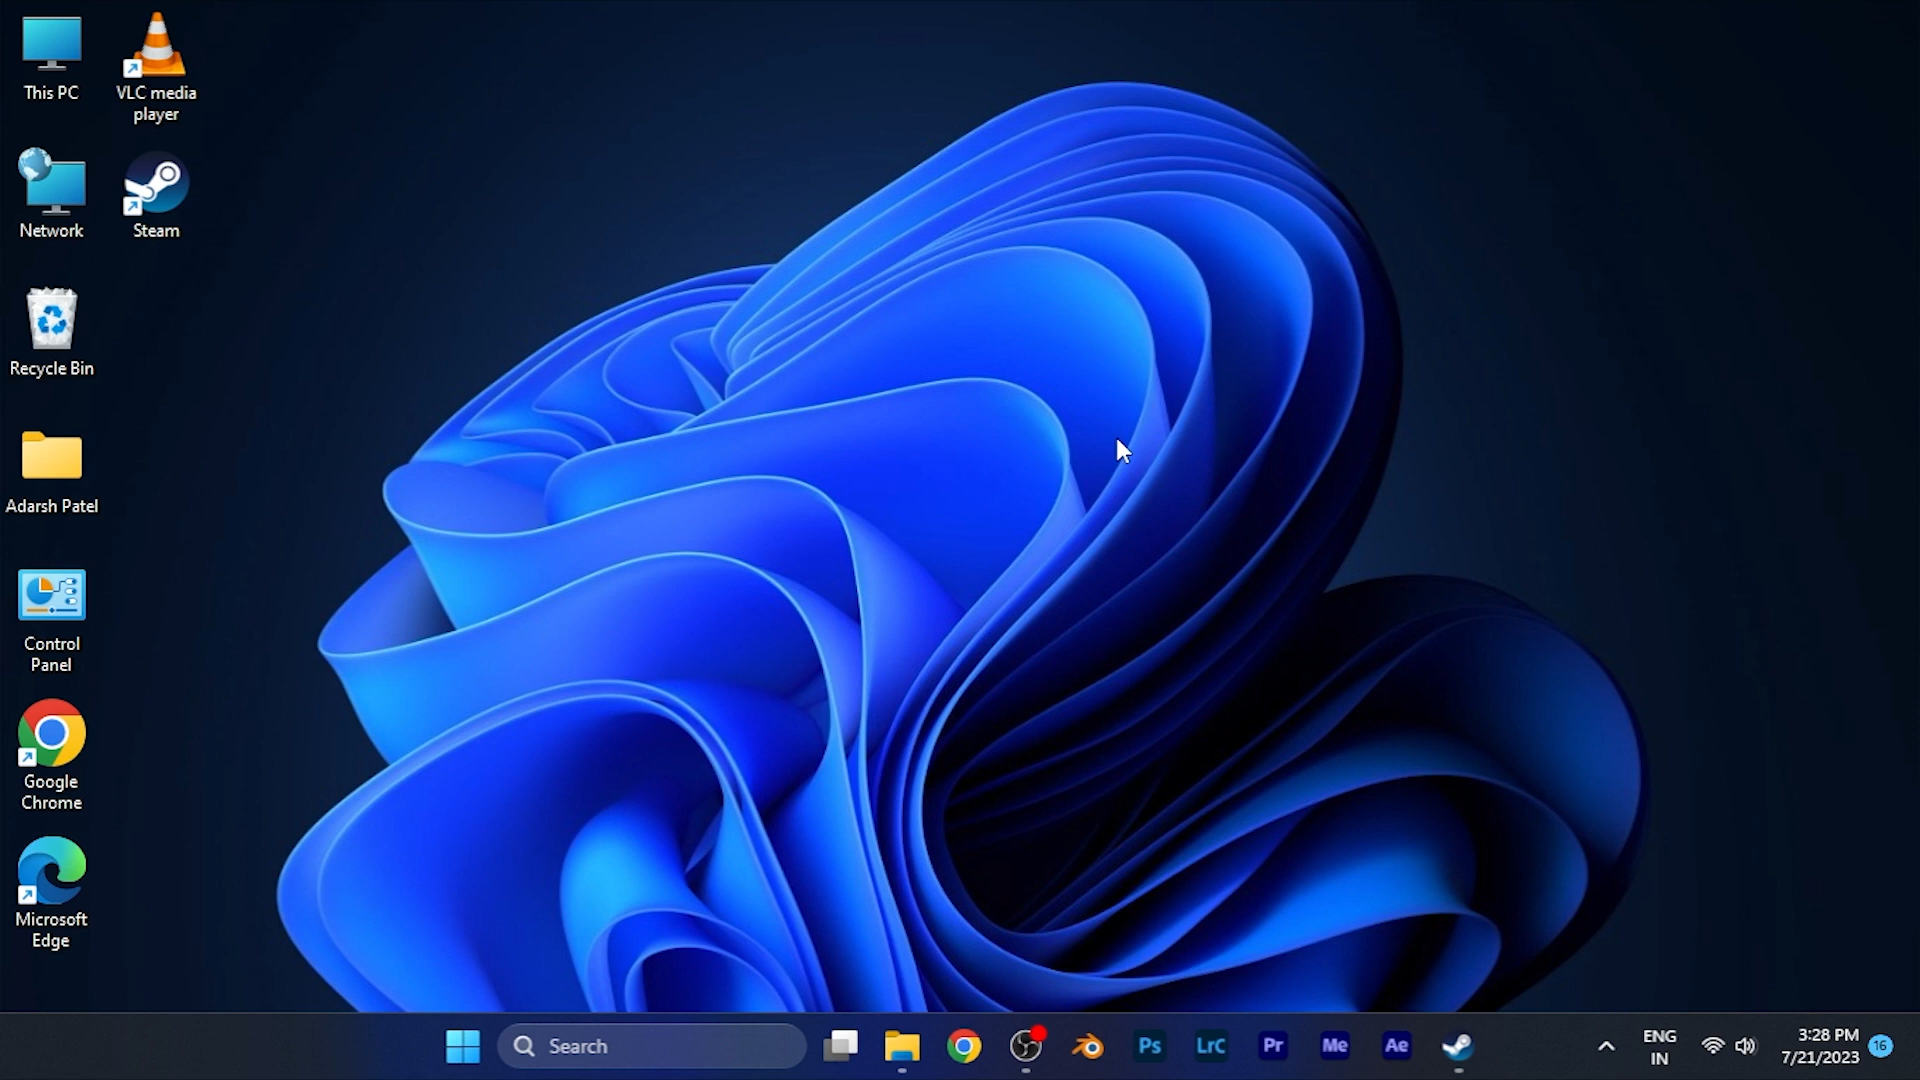 This PC
VLC media
player
Network
Steam
Recycle Bin
Adarsh Patel
Control
Panel
Google
Chrome
Microsoft
Edge
Search
Ps
LrC
Pr
Me
Ae
ENG
IN
3:28 PM
7/21/2023
16